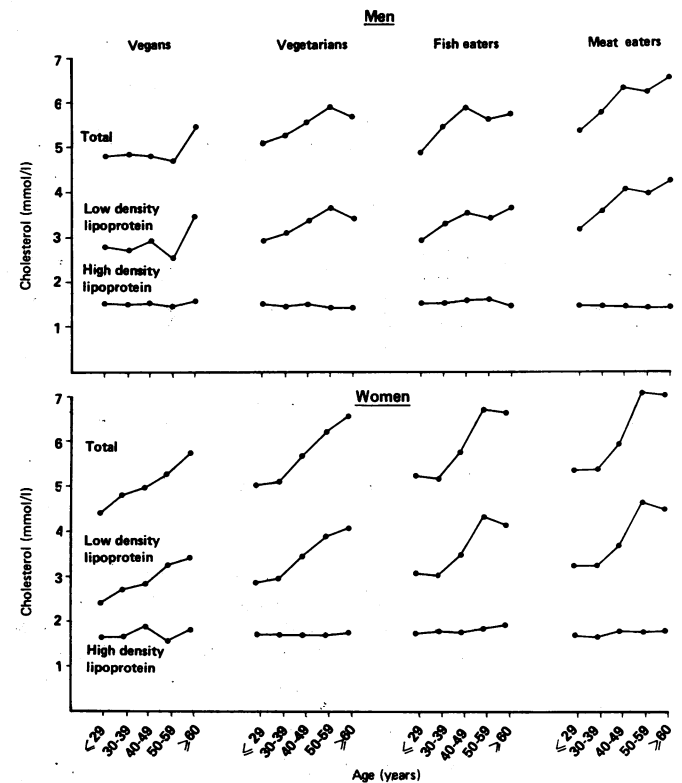 Men
Vegans Vegetarians Fish eaters Meat eaters
7
6
Total
5
4
Low density
lipoprotein
3
High density
lipoprotein
2
1
Cholesterol (mmol/l)
Women
7
Total
6
5
4
Low density
lipoprotein
3
2
High density
lipoprotein
1
Cholesterol (mmol/l)
⩽29 30-39 40-49 50-59 ⩾60 ⩽29 30-39 40-49 50-59 ⩾60 ⩽29 30-39 40-49 50-59 ⩾60 ⩽29 30-39 40-49 50-59 ⩾60
Age (years)